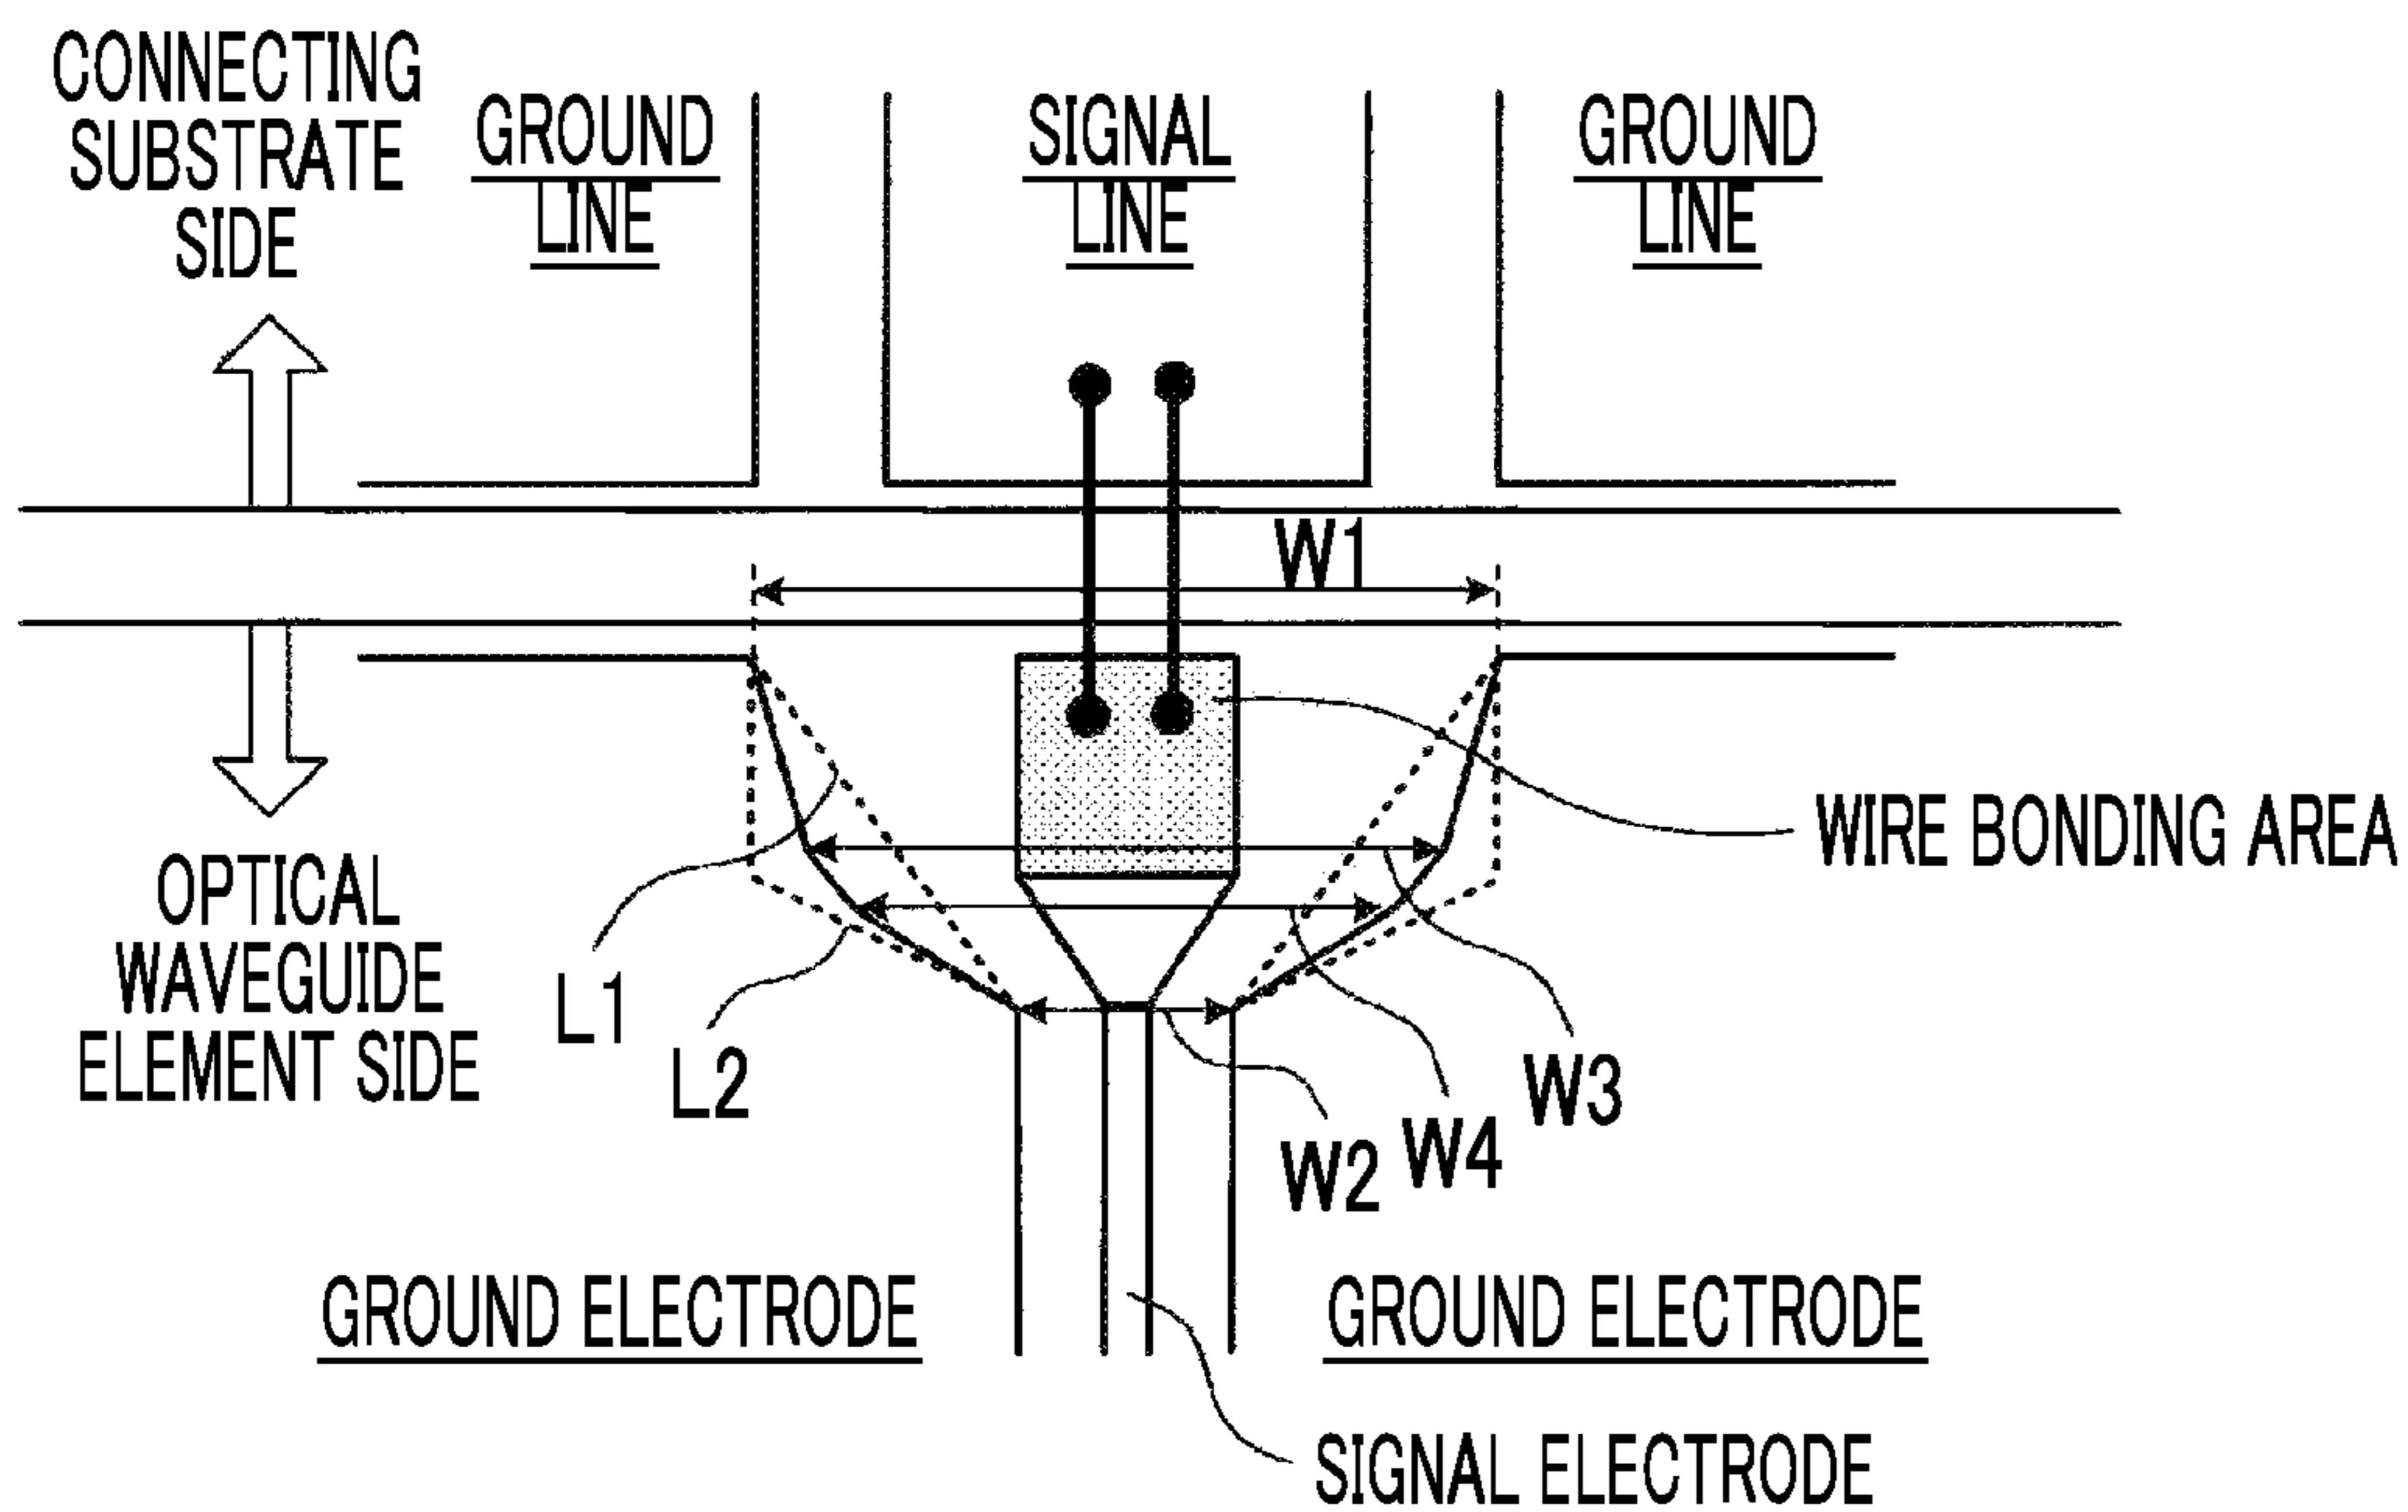 CONNECTING
SUBSTRATE
SIDE
GROUND
LINE
SIGNAL
LINE
GROUND
LINE
W1
WIRE BONDING AREA
OPTICAL
WAVEGUIDE
ELEMENT SIDE
L1
L2
W3
W4
W2
GROUND ELECTRODE
GROUND ELECTRODE
SIGNAL ELECTRODE